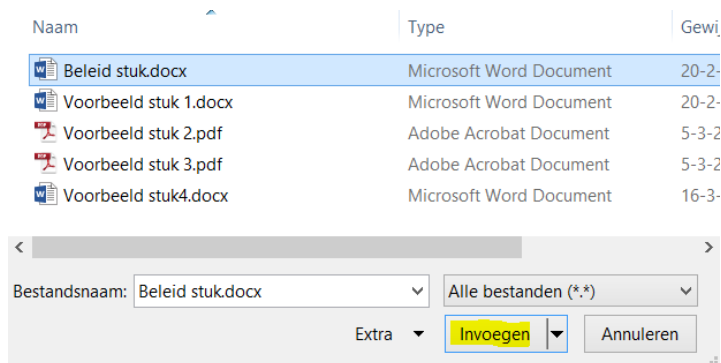 Naam Type Gewij
Beleid stuk.docx Microsoft Word Document 20-2-
Voorbeeld stuk 1.docx Microsoft Word Document 20-2-
Voorbeeld stuk 2.pdf Adobe Acrobat Document 5-3-2
Voorbeeld stuk 3.pdf Adobe Acrobat Document 5-3-2
Voorbeeld stuk4.docx Microsoft Word Document 16-3-
Bestandsnaam: Beleid stuk.docx Alle bestanden (*.*)
Extra Invoegen Annuleren